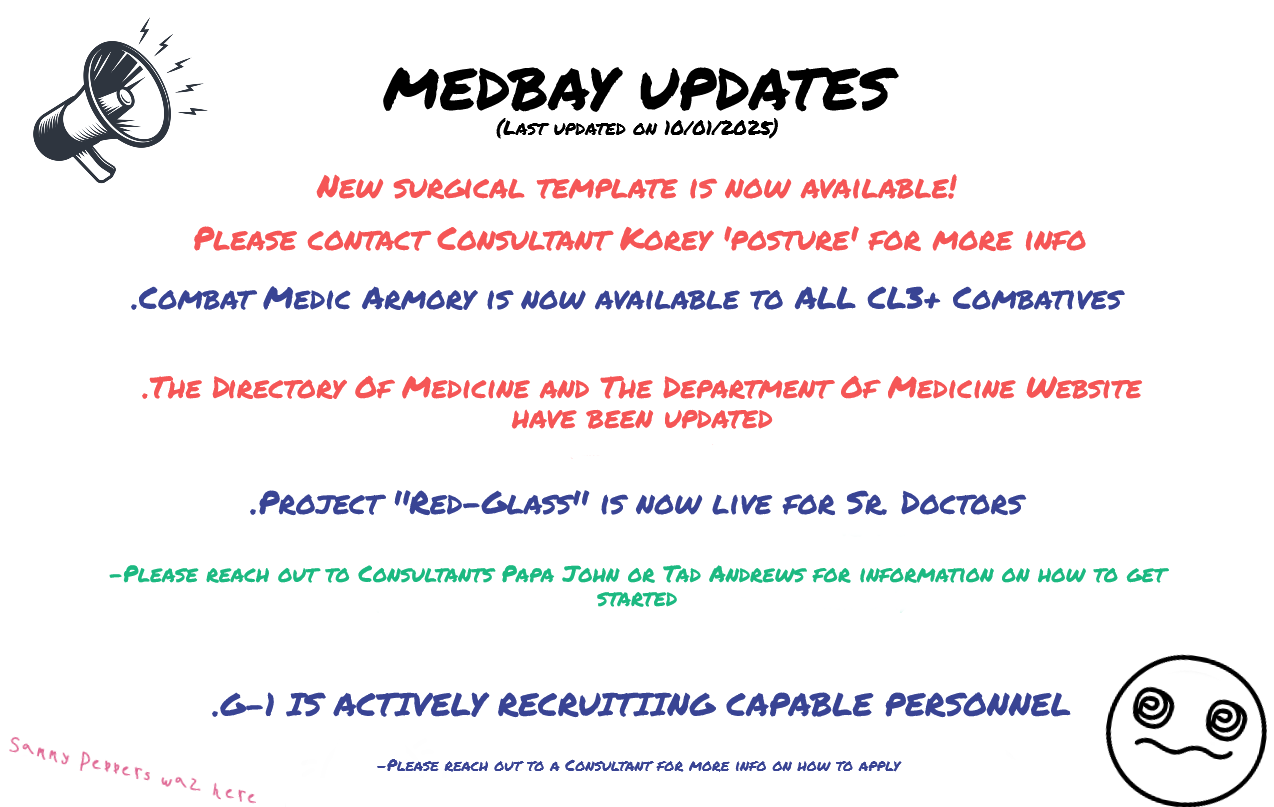 MEDBAY UPDATES
(LAST UPDATED ON 10/01/2025)
NEW SURGICAL TEMPLATE IS NOW AVAILABLE!
PLEASE CONTACT CONSULTANT KOREY 'POSTURE' FOR MORE INFO
.COMBAT MEDIC ARMORY IS NOW AVAILABLE TO ALL CL3+ COMBATIVES
.THE DIRECTORY OF MEDICINE AND THE DEPARTMENT OF MEDICINE WEBSITE
HAVE BEEN UPDATED
.PROJECT "RED-GLASS" IS NOW LIVE FOR SR. DOCTORS
-PLEASE REACH OUT TO CONSULTANTS PAPA JOHN OR TAD ANDREWS FOR INFORMATION ON HOW TO GET
STARTED
.G-1 IS ACTIVELY RECRUITIING CAPABLE PERSONNEL
-PLEASE REACH OUT TO A CONSULTANT FOR MORE INFO ON HOW TO APPLY
Sammy Peppers waz here